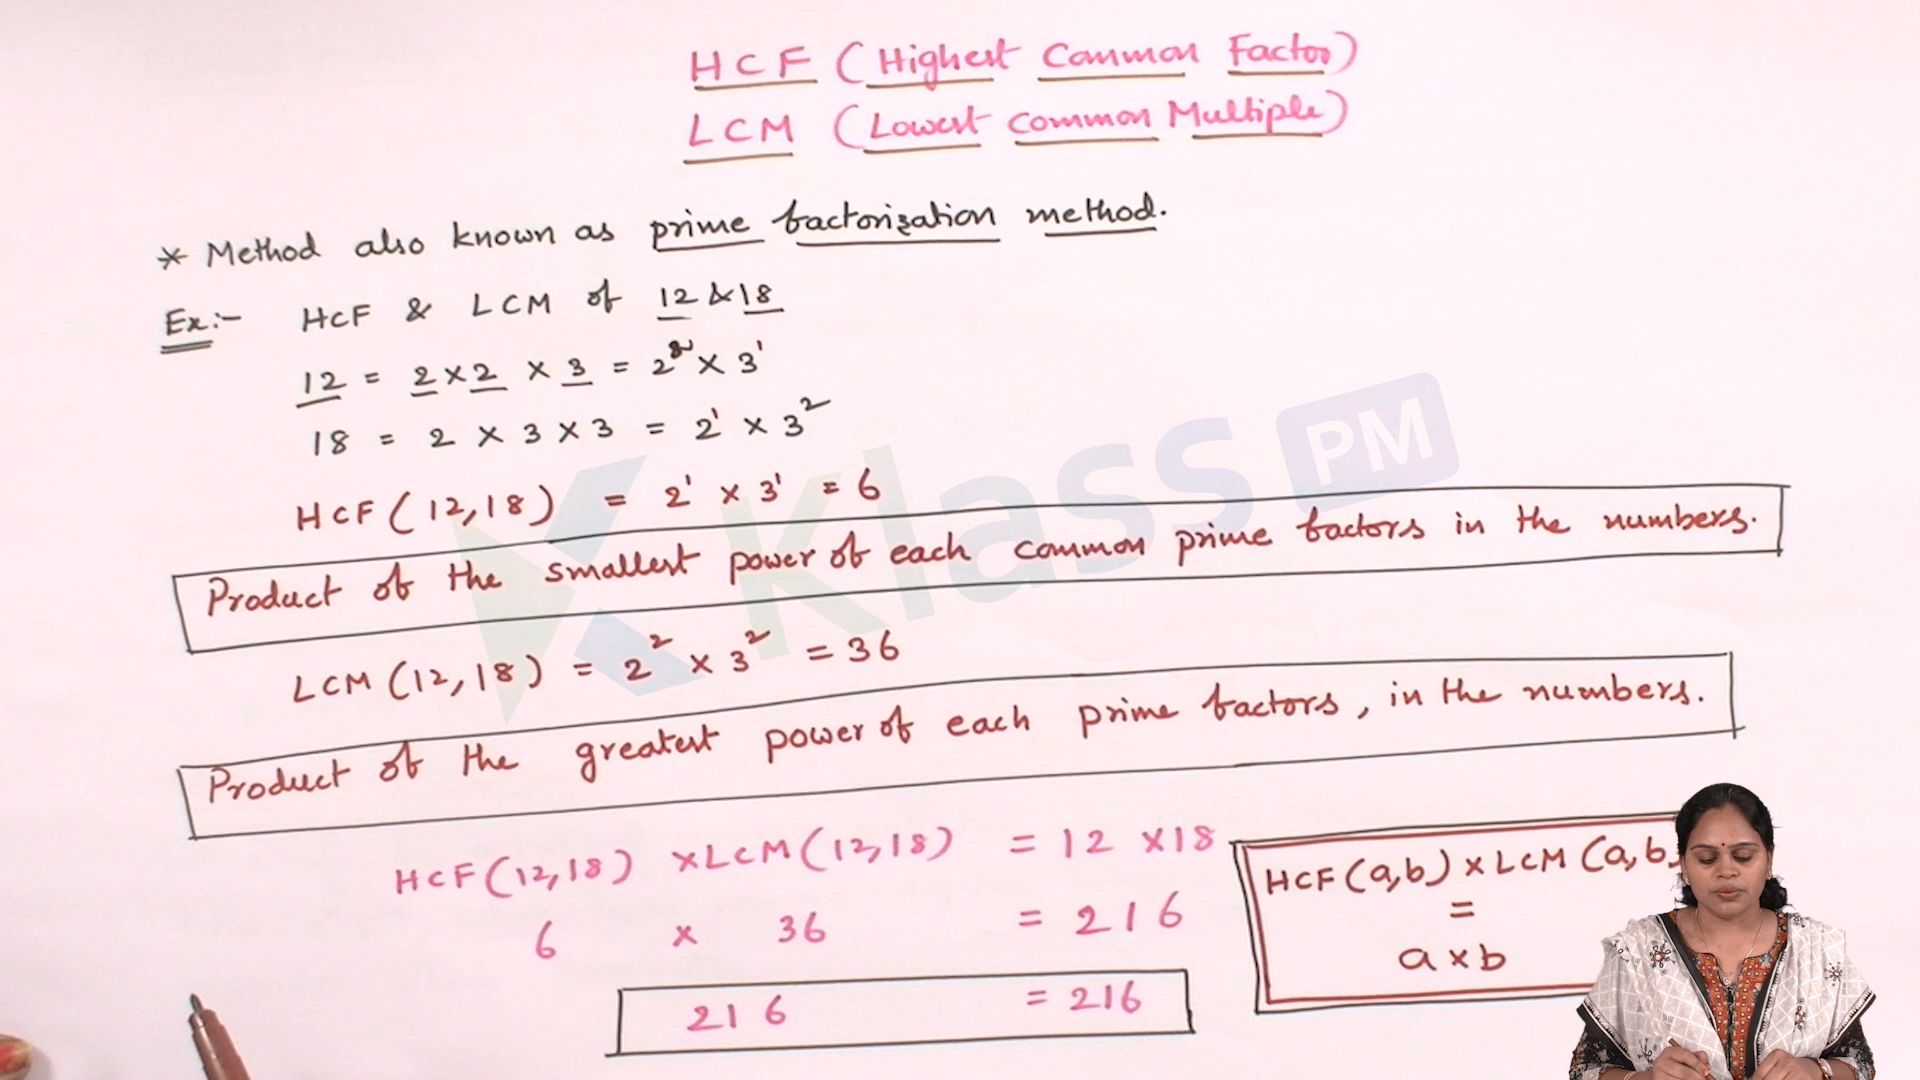 HCF (Highest Common Factor)
LCM (Lowest Common Multiple)
* Method also known as prime factorization method.
Ex:- HCF & LCM of 12 & 18
12 = 2 × 2 × 3 = 2² × 3¹
18 = 2 × 3 × 3 = 2¹ × 3²
HCF (12,18) = 2¹ × 3¹ = 6
Product of the smallest power of each common prime factors in the numbers.
LCM (12,18) = 2² × 3² = 36
Product of the greatest power of each prime factors, in the numbers.
HCF(12,18) × LCM(12,18) = 12 × 18
6 × 36 = 216
216 = 216
HCF(a,b) × LCM(a,b
=
a × b
Klass PM